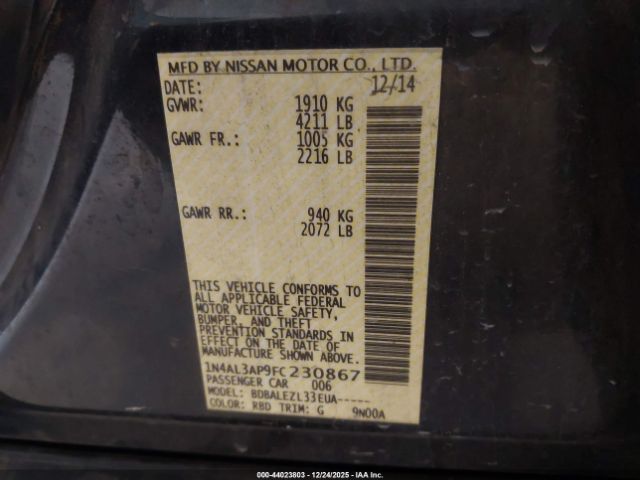 MFD BY NISSAN MOTOR CO., LTD.
DATE: 12/14
GVWR: 1910 KG
4211 LB
GAWR FR.: 1005 KG
2216 LB
GAWR RR.: 940 KG
2072 LB
THIS VEHICLE CONFORMS TO
ALL APPLICABLE FEDERAL
MOTOR VEHICLE SAFETY,
BUMPER, AND THEFT
PREVENTION STANDARDS IN
EFFECT ON THE DATE OF
MANUFACTURE SHOWN ABOVE.
1N4AL3AP9FC230867
PASSENGER CAR 006
MODEL: BDBALEZL33EUA-----
COLOR: RBD TRIM: G 9N00A
000-44023803 - 12/24/2025 - IAAI.COM